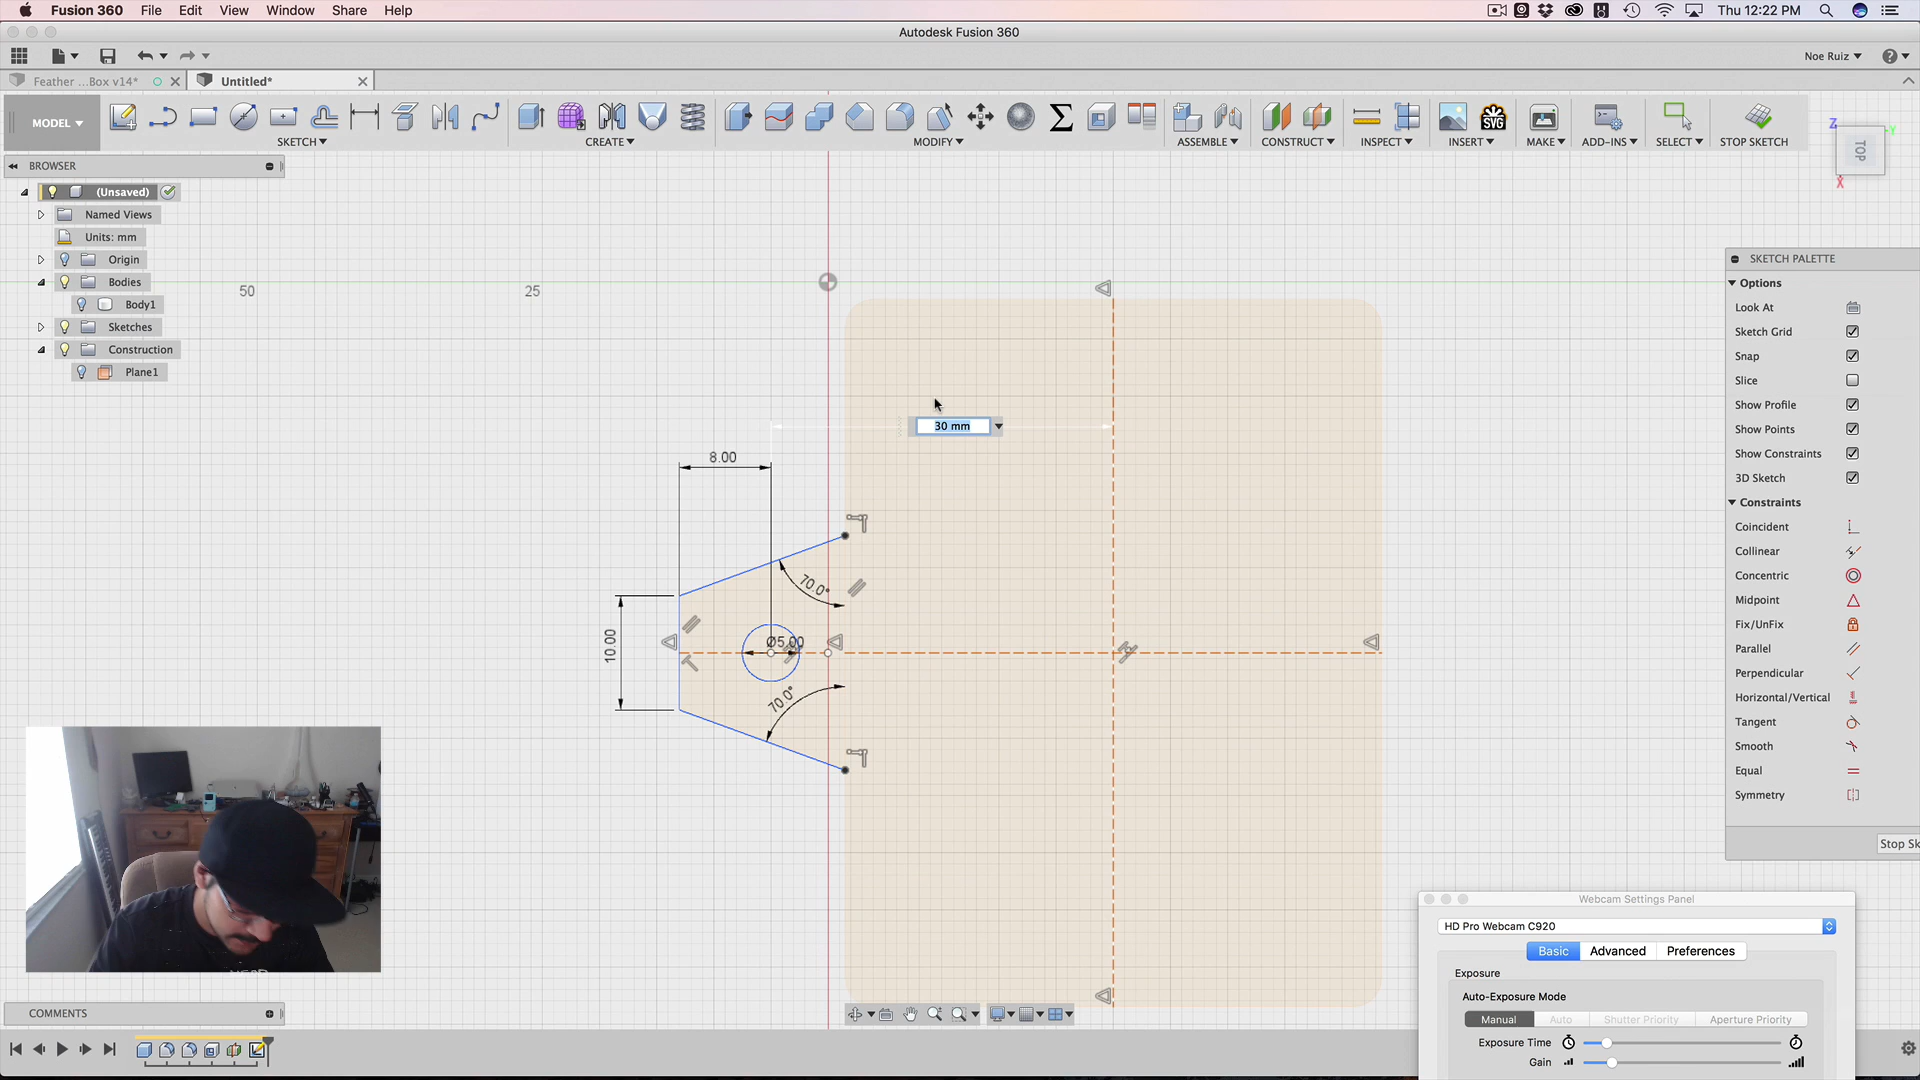 Fusion 360 File Edit View Window Share Help
Thu 12:22 PM
Autodesk Fusion 360
Noe Ruiz
Feather ...Box v14*
Untitled*
MODEL
SKETCH
CREATE
MODIFY
ASSEMBLE
CONSTRUCT
INSPECT
SVG
INSERT
MAKE
ADD-INS
SELECT
STOP SKETCH
Z
Y
TOP
X
BROWSER
(Unsaved)
Named Views
Units: mm
Origin
Bodies
Body1
Sketches
Construction
Plane1
50
25
30 mm
8.00
70.0°
10.00
Ø5.00
70.0°
SKETCH PALETTE
Options
Look At
Sketch Grid
Snap
Slice
Show Profile
Show Points
Show Constraints
3D Sketch
Constraints
Coincident
Collinear
Concentric
Midpoint
Fix/UnFix
Parallel
Perpendicular
Horizontal/Vertical
Tangent
Smooth
Equal
Symmetry
Stop Sk
Webcam Settings Panel
HD Pro Webcam C920
Basic Advanced Preferences
Exposure
Auto-Exposure Mode
Manual Auto Shutter Priority Aperture Priority
Exposure Time
Gain
COMMENTS